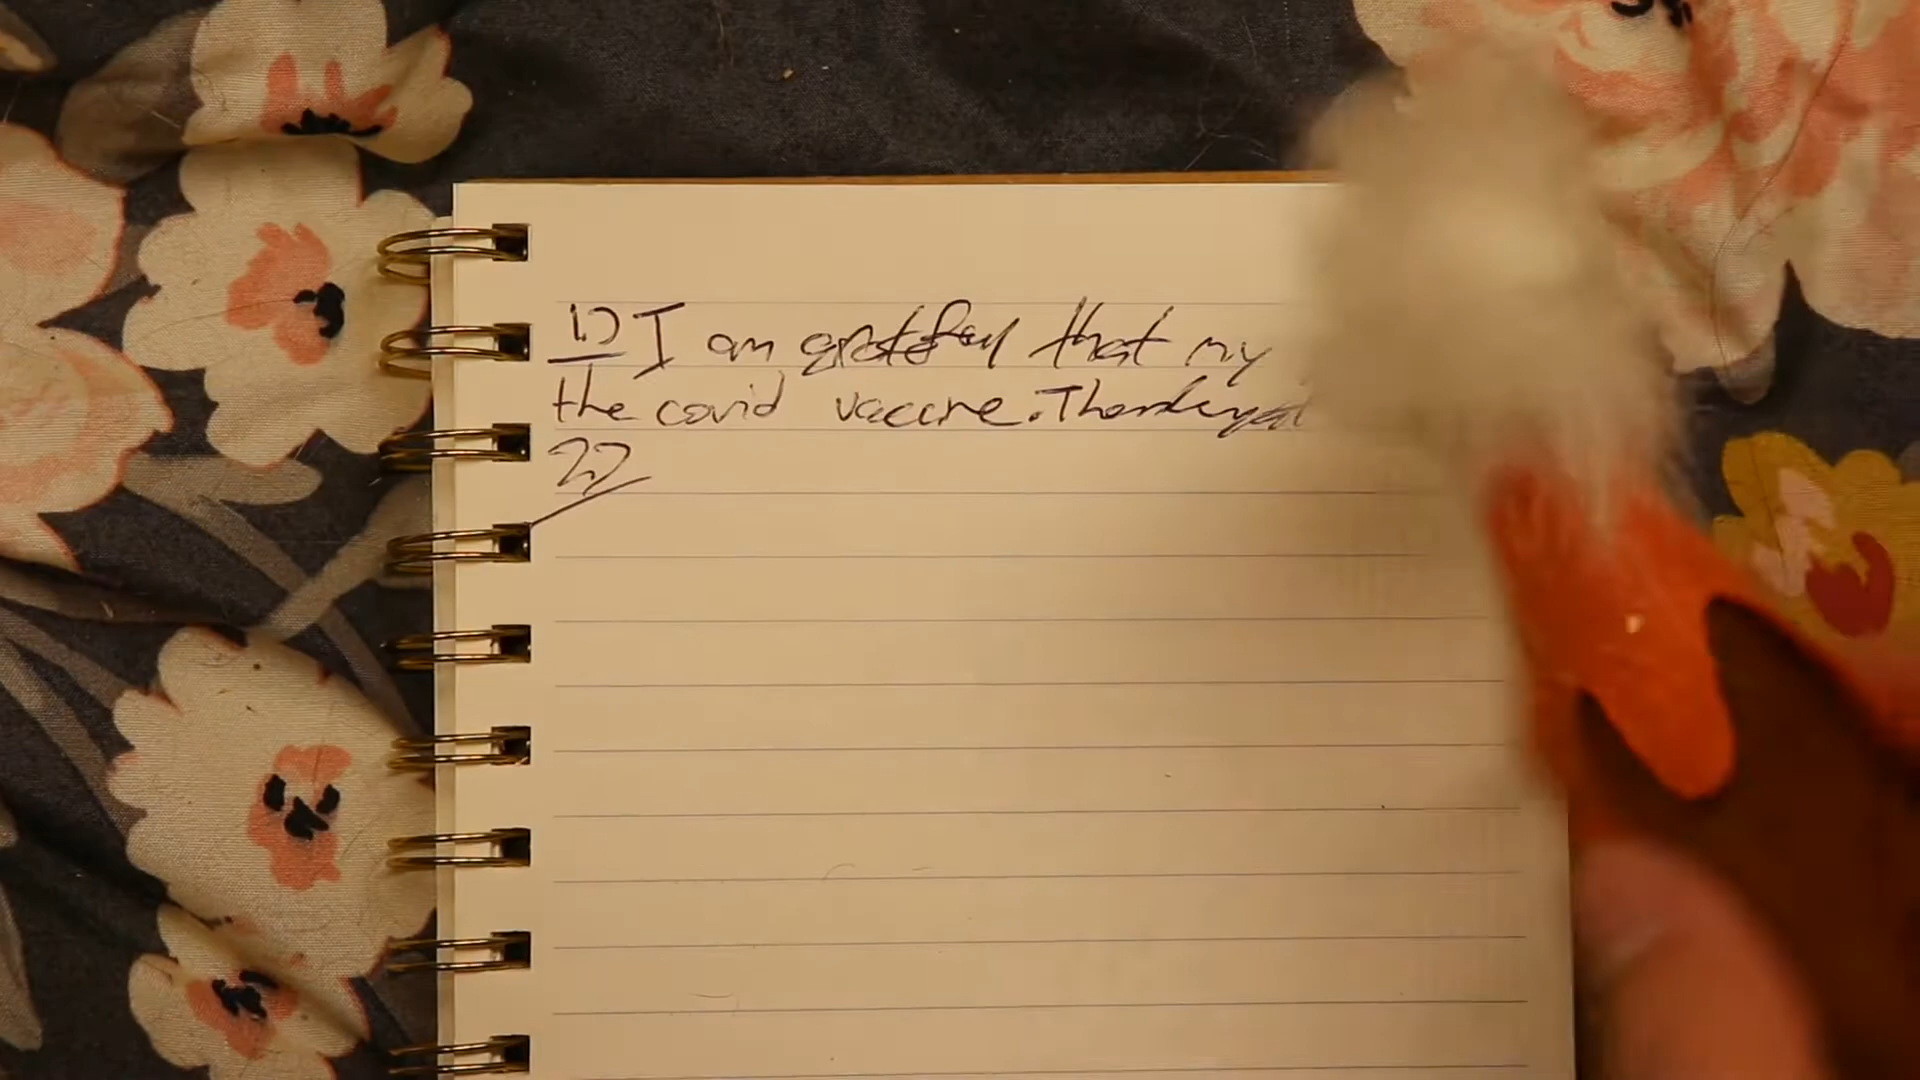 1.) I am grateful that my
the covid vaccine.
2.)